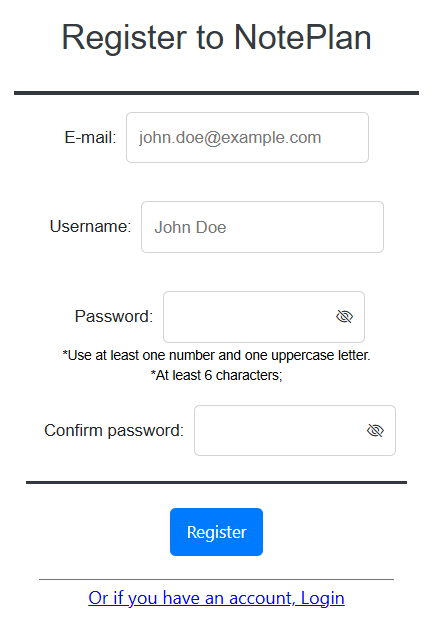 Register to NotePlan
E-mail: john.doe@example.com
Username: John Doe
Password:
*Use at least one number and one uppercase letter.
*At least 6 characters;
Confirm password:
Register
Or if you have an account, Login